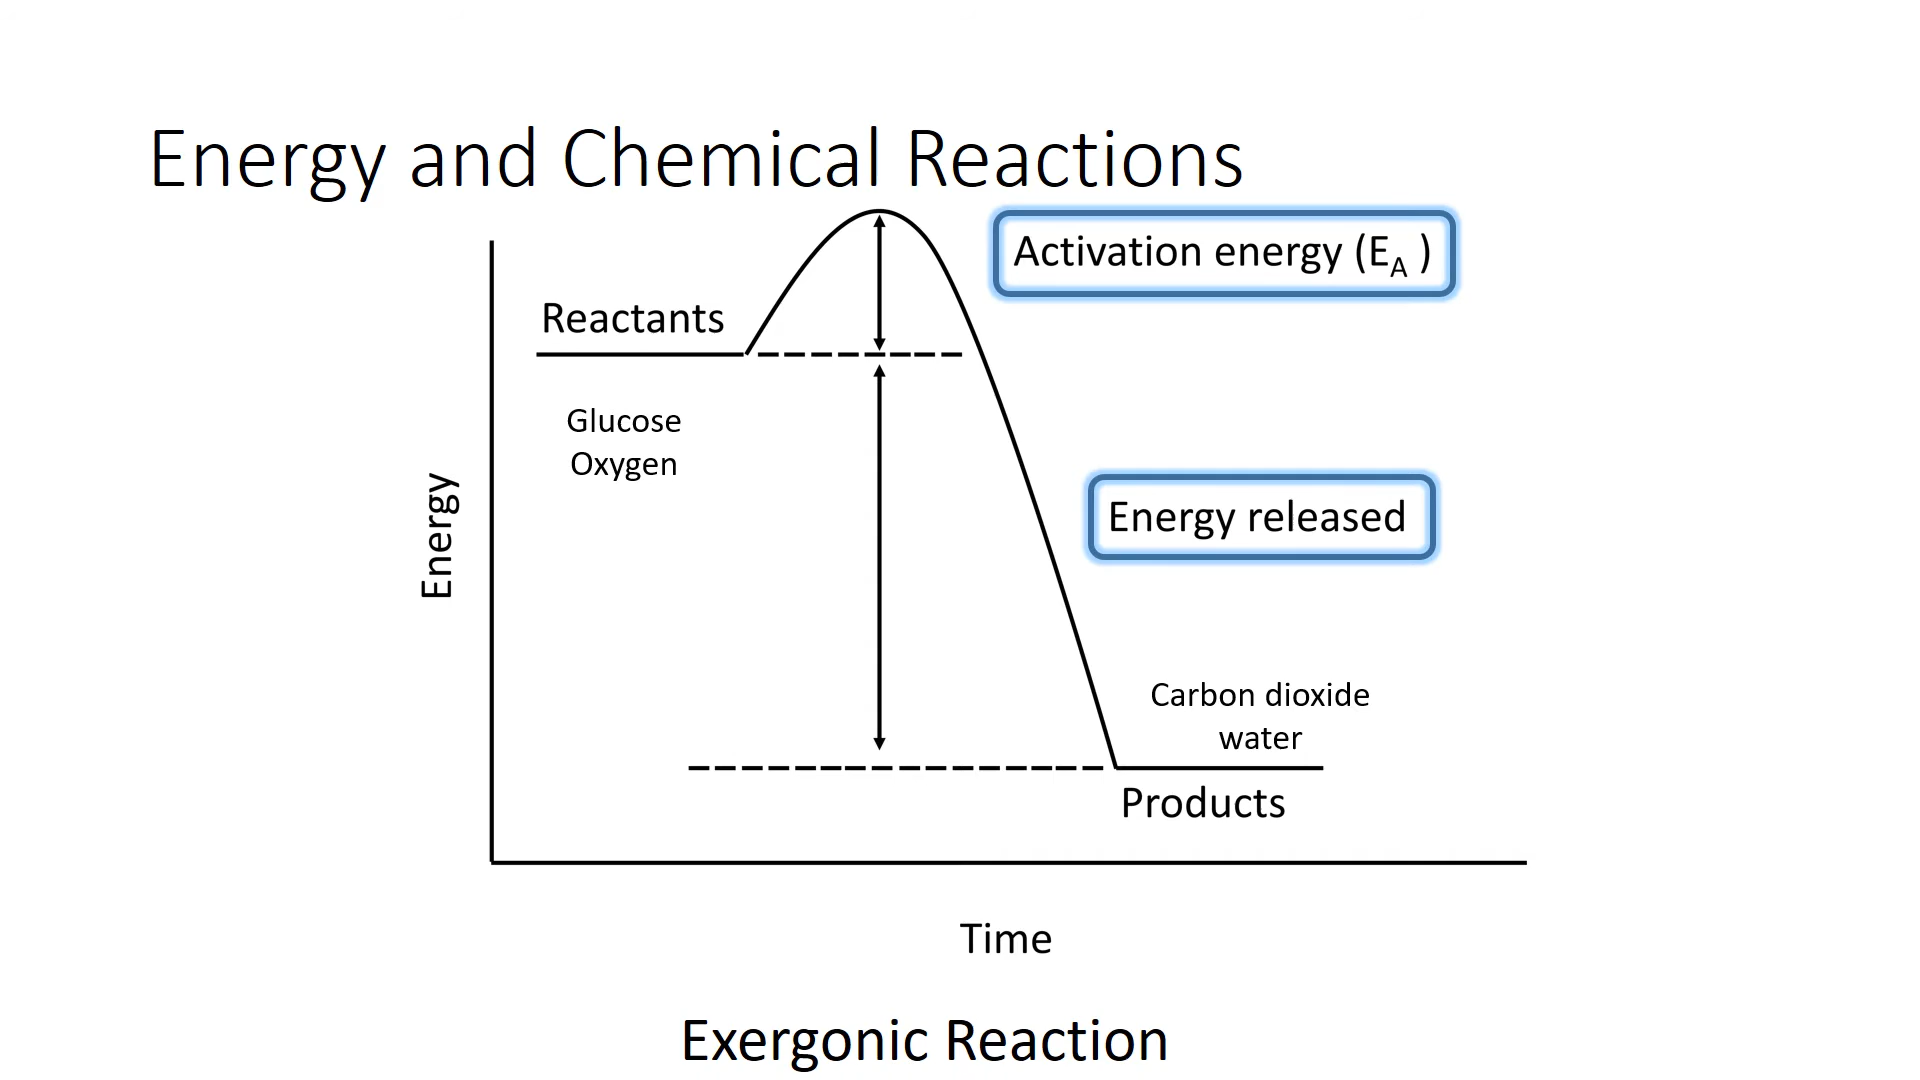 Energy and Chemical Reactions
Activation energy (EA )
Reactants
Glucose
Oxygen
Energy
Energy released
Carbon dioxide
water
Products
Time
Exergonic Reaction